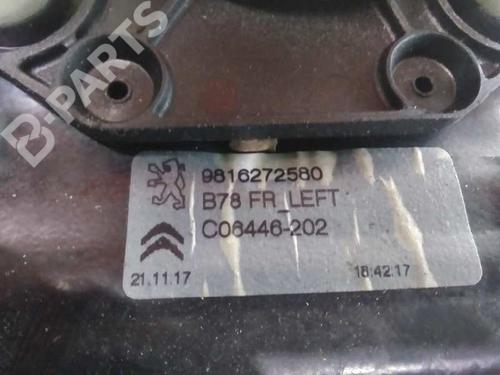 B-PARTS
9816272580
B78 FR_LEFT
C06446-202
21.11.17 18:42:17